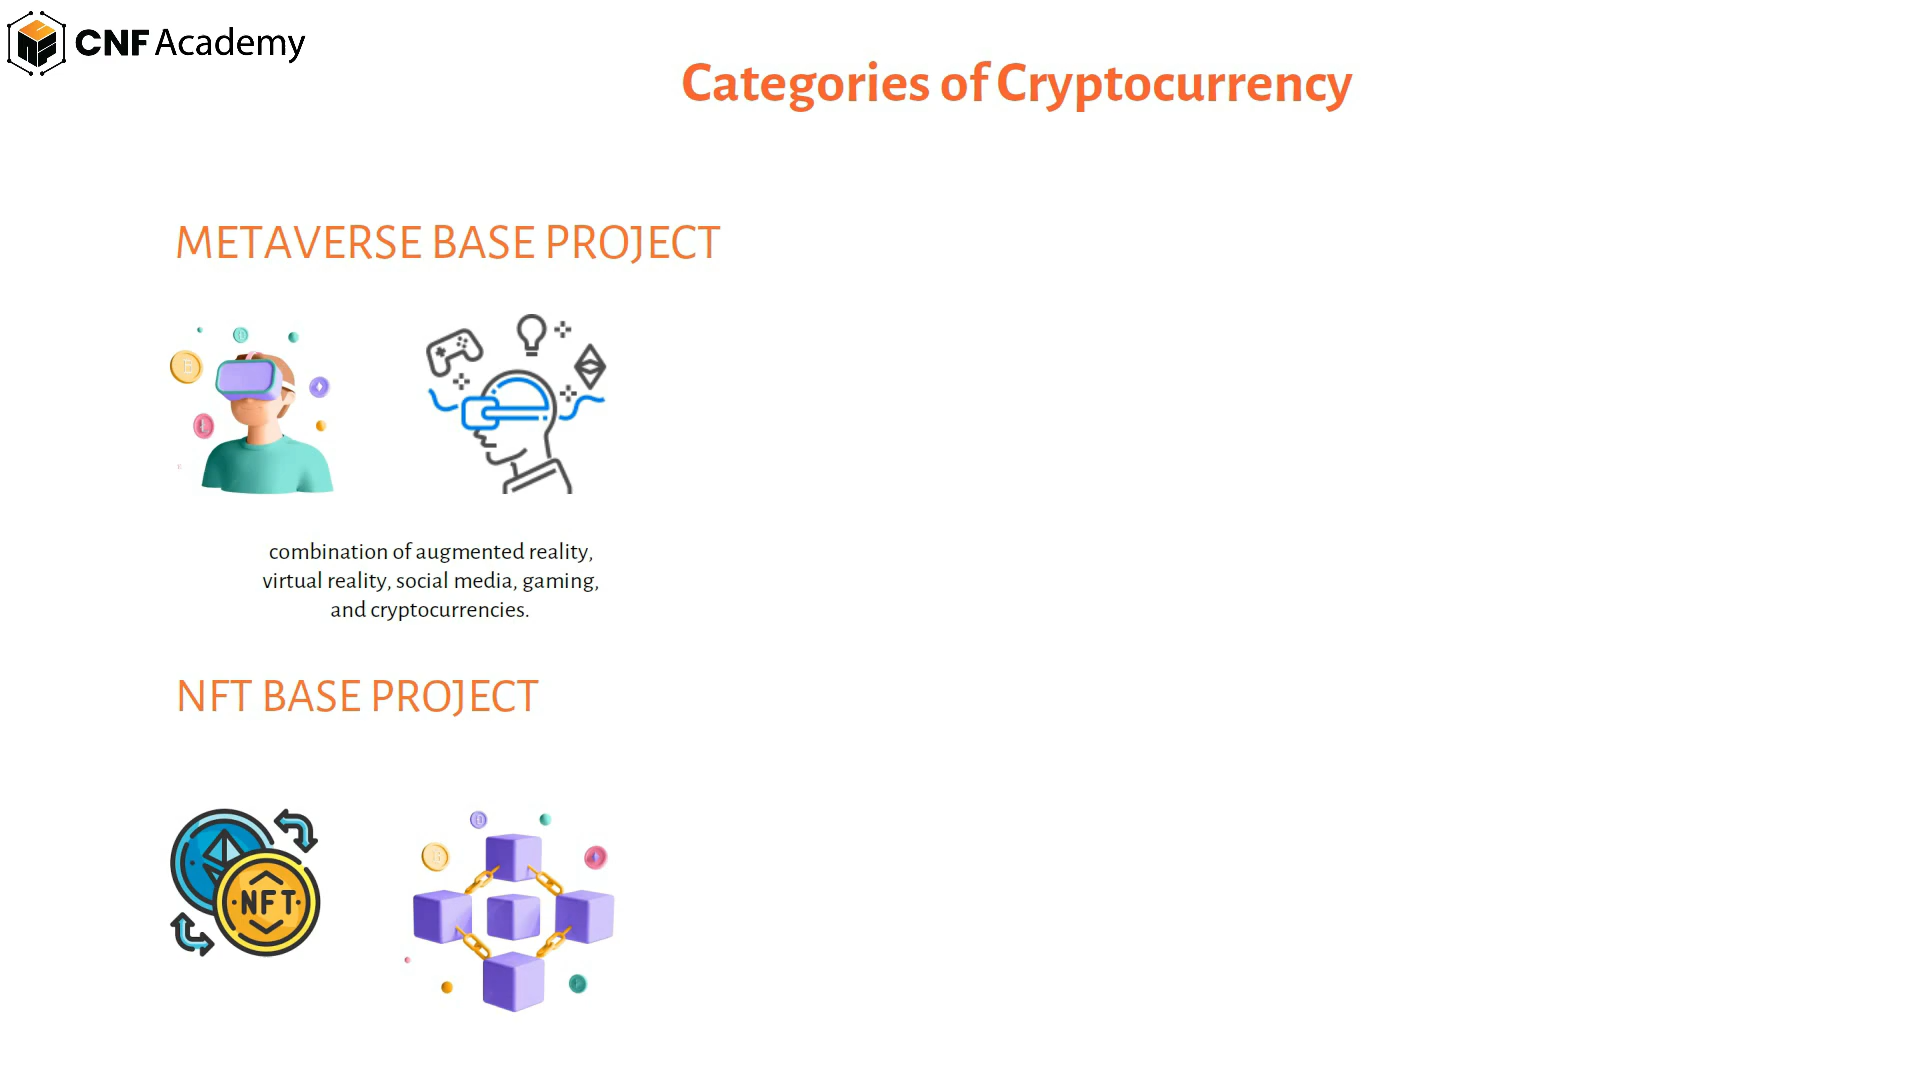 CNF Academy
Categories of Cryptocurrency
METAVERSE BASE PROJECT
combination of augmented reality,
virtual reality, social media, gaming,
and cryptocurrencies.
NFT BASE PROJECT
NFT